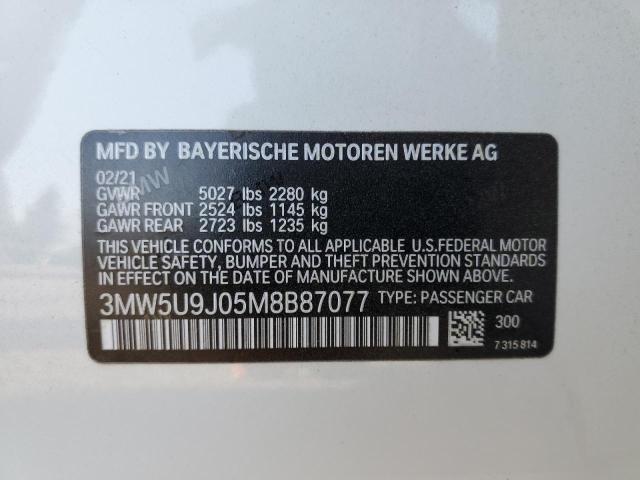 MFD BY BAYERISCHE MOTOREN WERKE AG
02/21
GVWR 5027 lbs 2280 kg
GAWR FRONT 2524 lbs 1145 kg
GAWR REAR 2723 lbs 1235 kg
THIS VEHICLE CONFORMS TO ALL APPLICABLE U.S.FEDERAL MOTOR
VEHICLE SAFETY, BUMPER AND THEFT PREVENTION STANDARDS
IN EFFECT ON THE DATE OF MANUFACTURE SHOWN ABOVE.
3MW5U9J05M8B87077 TYPE: PASSENGER CAR
300
7 315 814
BMW